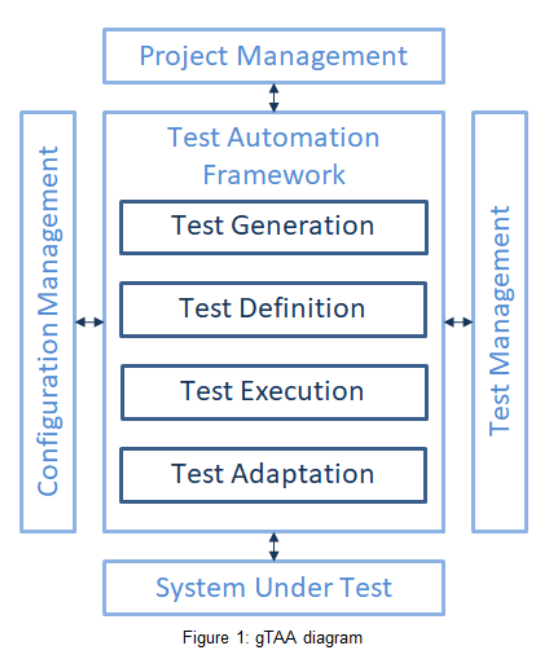 Project Management
Configuration Management
Test Automation
Framework
Test Generation
Test Definition
Test Execution
Test Adaptation
Test Management
System Under Test
Figure 1: gTAA diagram